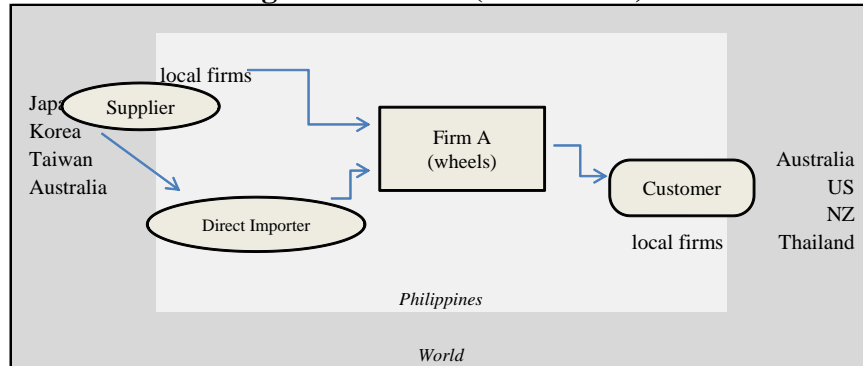 local firms
Supplier
Korea
Taiwan
Australia
Direct Importer
Firm A
(wheels)
Customer
local firms
Australia
US
NZ
Thailand
Philippines
World